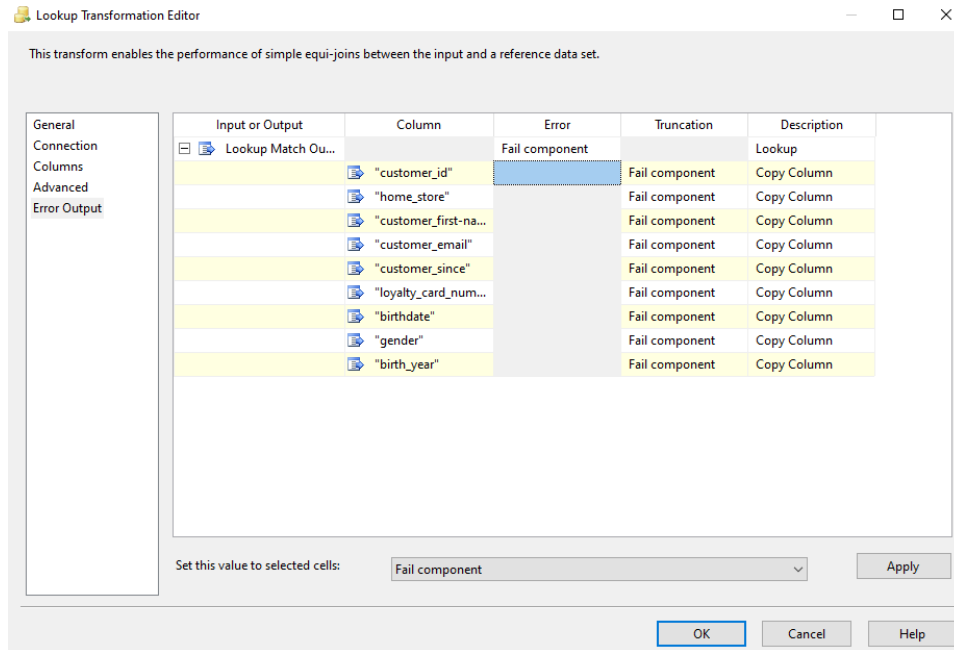 Lookup Transformation Editor
This transform enables the performance of simple equi-joins between the input and a reference data set.
General
Connection
Columns
Advanced
Error Output
Input or Output Column Error Truncation Description
Lookup Match Ou... Fail component Lookup
"customer_id" Fail component Copy Column
"home_store" Fail component Copy Column
"customer_first-na... Fail component Copy Column
"customer_email" Fail component Copy Column
"customer_since" Fail component Copy Column
"loyalty_card_num... Fail component Copy Column
"birthdate" Fail component Copy Column
"gender" Fail component Copy Column
"birth_year" Fail component Copy Column
Set this value to selected cells: Fail component Apply
OK Cancel Help